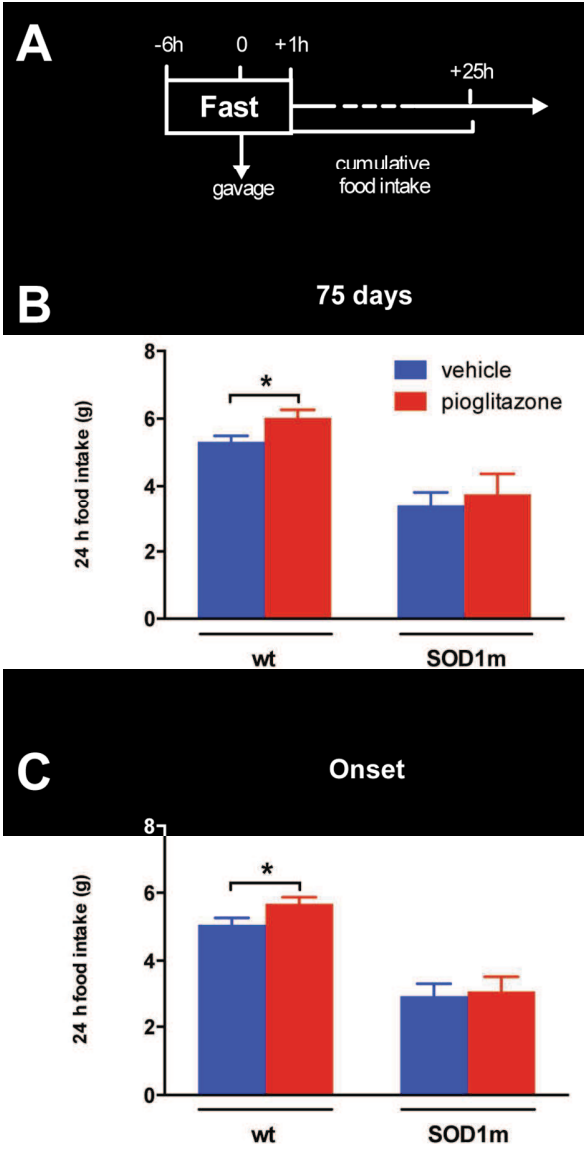 A
-6h 0 +1h
+25h
Fast
cumulative
food intake
gavage
B
75 days
8
6
4
2
0
24 h food intake (g)
*
vehicle
pioglitazone
wt SOD1m
C
Onset
8
6
4
2
0
24 h food intake (g)
*
wt SOD1m